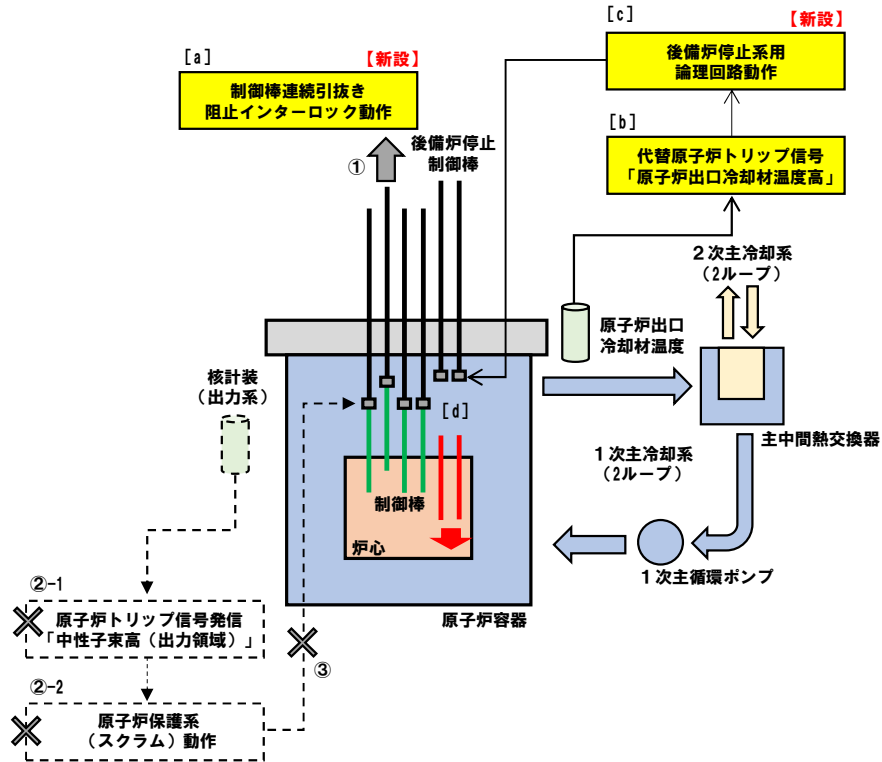 [a]
【新設】
制御棒連続引抜き
阻止インターロック動作
①
後備炉停止
制御棒
[c]
【新設】
後備炉停止系用
論理回路動作
[b]
代替原子炉トリップ信号
「原子炉出口冷却材温度高」
２次主冷却系
(2ループ)
原子炉出口
冷却材温度
主中間熱交換器
１次主冷却系
(2ループ)
１次主循環ポンプ
核計装
（出力系）
[d]
制御棒
炉心
原子炉容器
②-1
原子炉トリップ信号発信
「中性子束高（出力領域）」
③
②-2
原子炉保護系
（スクラム）動作